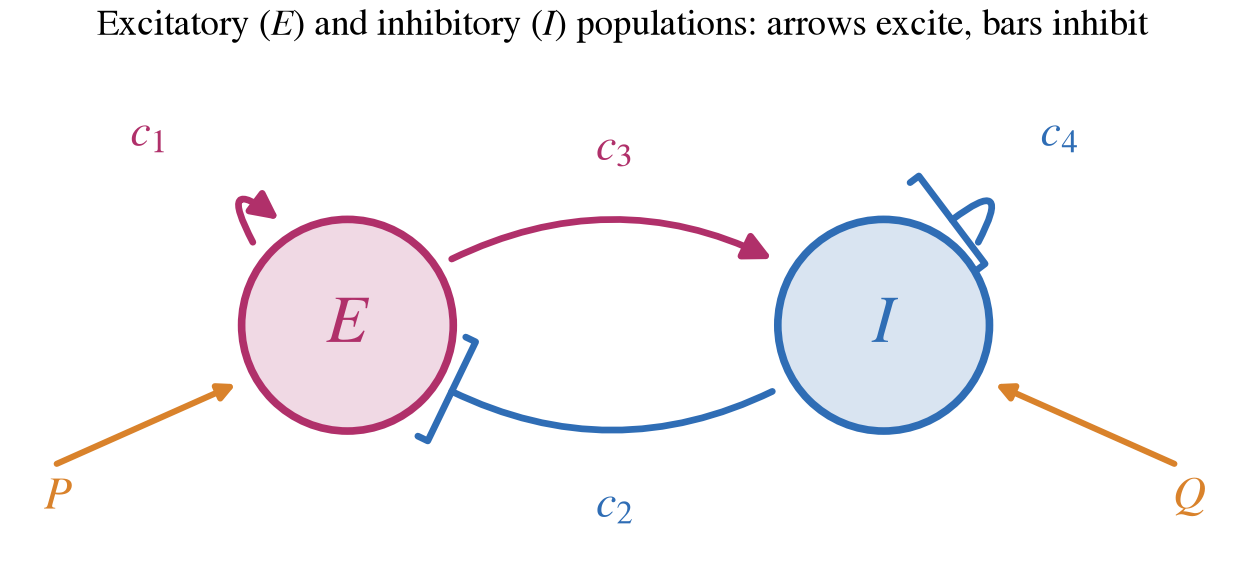 Excitatory (E) and inhibitory (I) populations: arrows excite, bars inhibit
c₁
c₃
c₄
E
I
P
c₂
Q